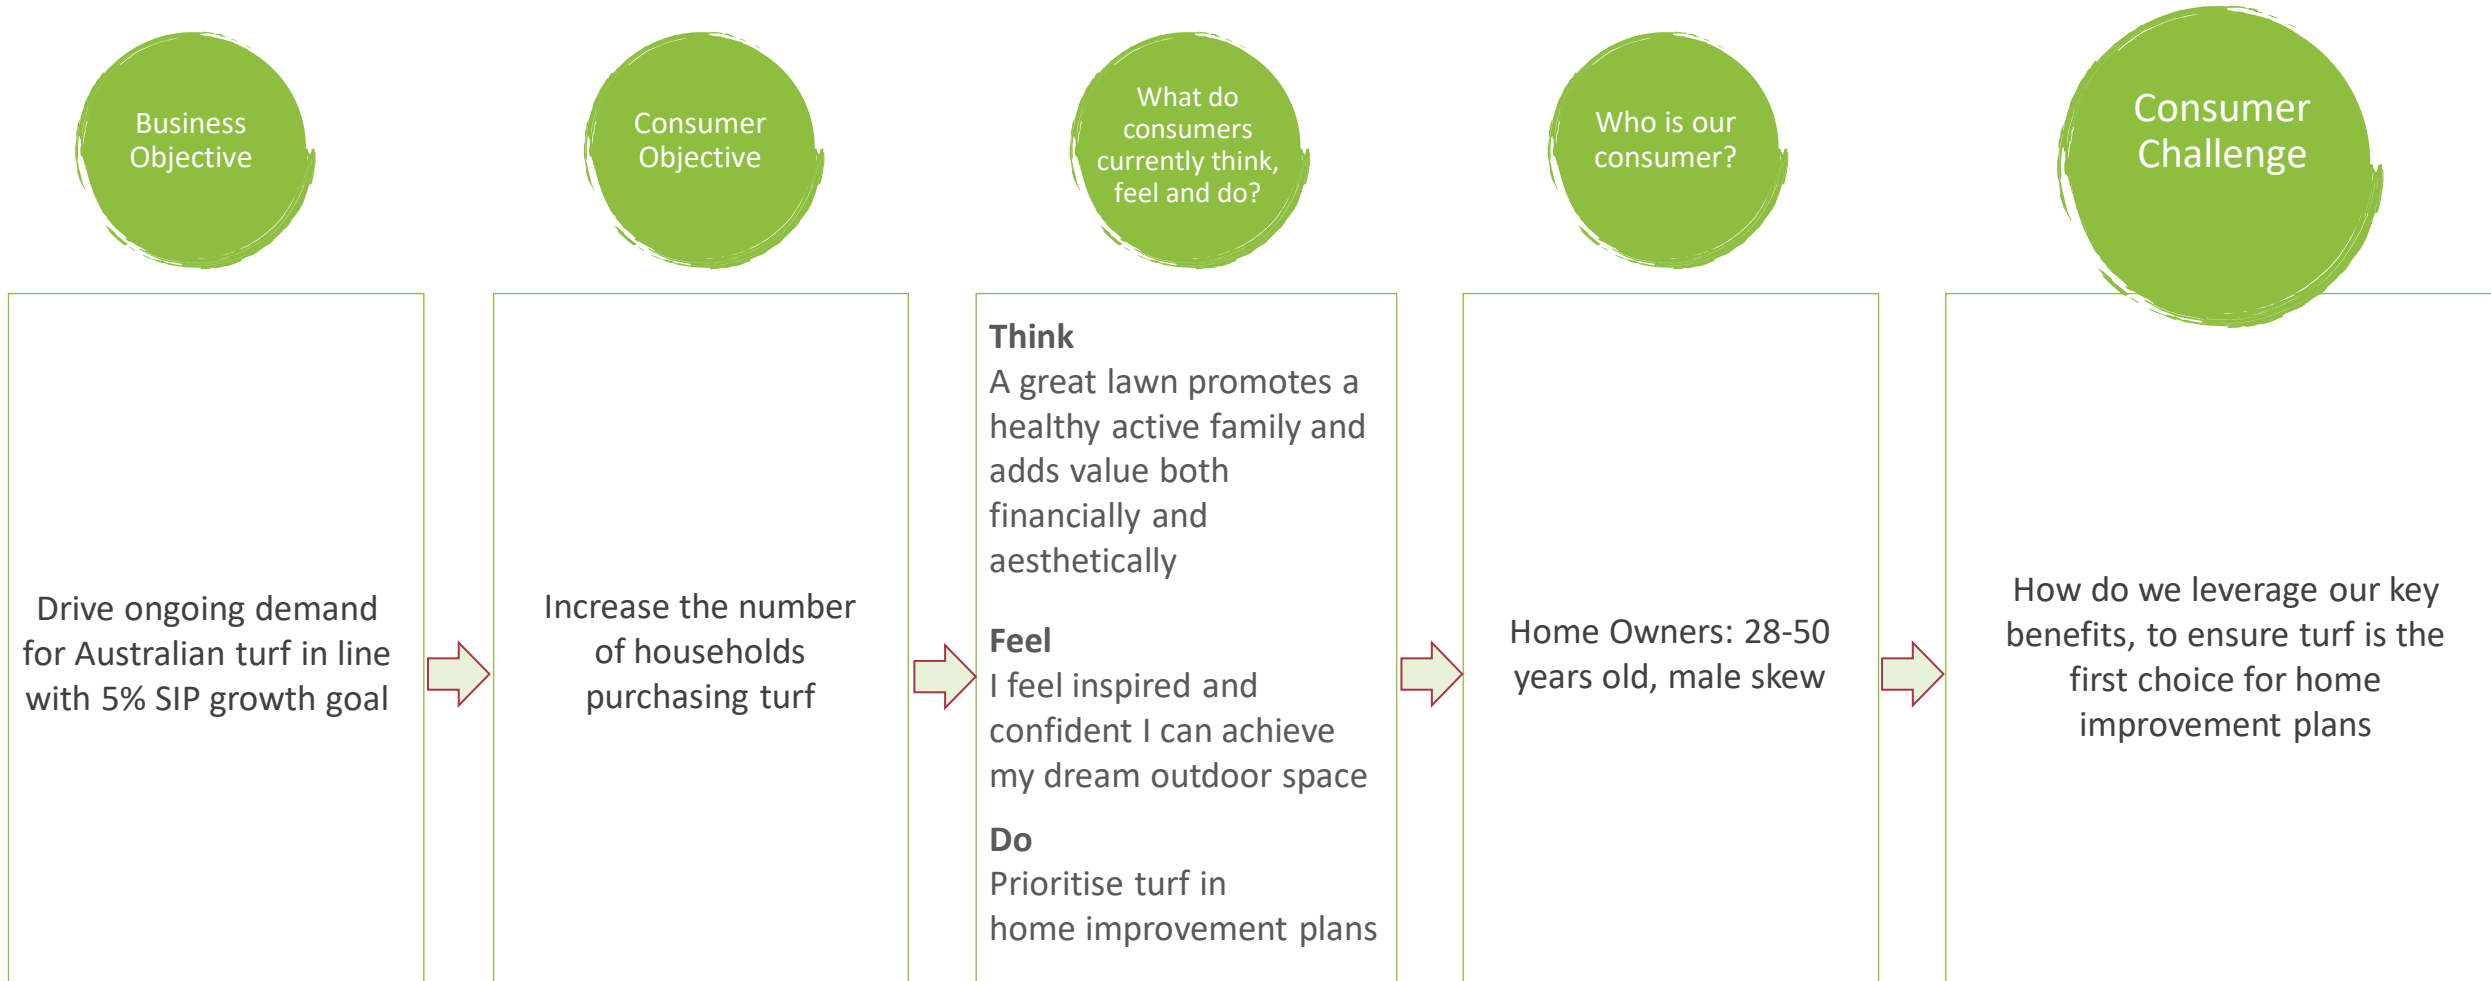 Business
Objective
Consumer
Objective
What do
consumers
currently think,
feel and do?
Who is our
consumer?
Consumer
Challenge
Drive ongoing demand
for Australian turf in line
with 5% SIP growth goal
Increase the number
of households
purchasing turf
Think
A great lawn promotes a
healthy active family and
adds value both
financially and
aesthetically
Feel
I feel inspired and
confident I can achieve
my dream outdoor space
Do
Prioritise turf in
home improvement plans
Home Owners: 28-50
years old, male skew
How do we leverage our key
benefits, to ensure turf is the
first choice for home
improvement plans